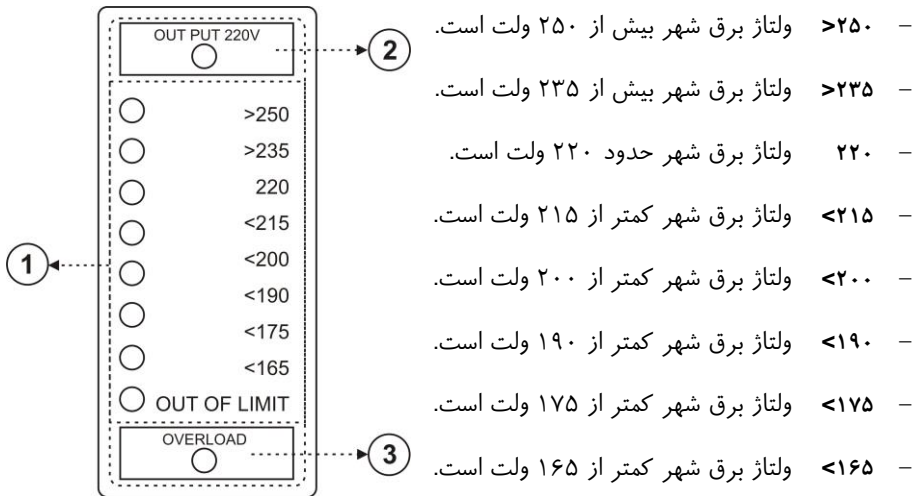 OUT PUT 220V
>250
>235
220
<215
<200
<190
<175
<165
OUT OF LIMIT
OVERLOAD
1
2
3
– >۲۵۰ ولتاژ برق شهر بیش از ۲۵۰ ولت است.
– >۲۳۵ ولتاژ برق شهر بیش از ۲۳۵ ولت است.
– ۲۲۰ ولتاژ برق شهر حدود ۲۲۰ ولت است.
– <۲۱۵ ولتاژ برق شهر کمتر از ۲۱۵ ولت است.
– <۲۰۰ ولتاژ برق شهر کمتر از ۲۰۰ ولت است.
– <۱۹۰ ولتاژ برق شهر کمتر از ۱۹۰ ولت است.
– <۱۷۵ ولتاژ برق شهر کمتر از ۱۷۵ ولت است.
– <۱۶۵ ولتاژ برق شهر کمتر از ۱۶۵ ولت است.